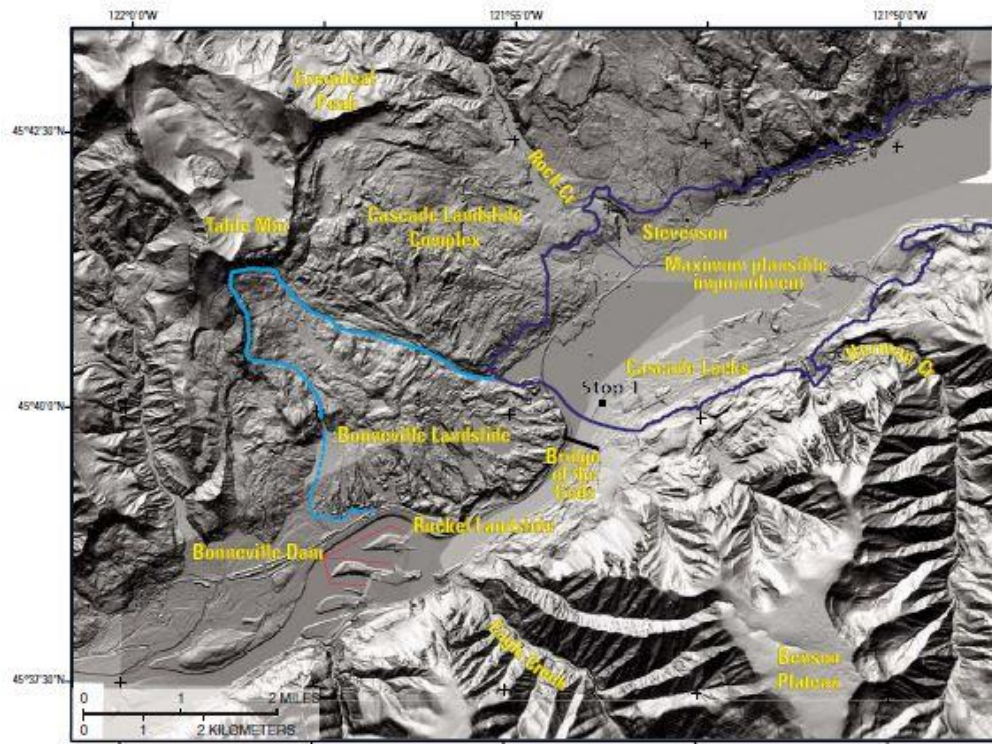 122°0'0"W
121°55'0"W
121°50'0"W
45°42'30"N
45°40'0"N
45°37'30"N
Greenleaf
Peak
Rock Cr
Table Mtn
Cascade Landslide
Complex
Stevenson
Maximum plausible
impoundment
Cascade Locks
Herman Cr
Stop 1
Bonneville Landslide
Bridge
of the
Gods
Ruckel Landslide
Bonneville Dam
Eagle Creek
Benson
Plateau
0 1 2 MILES
0 1 2 KILOMETERS